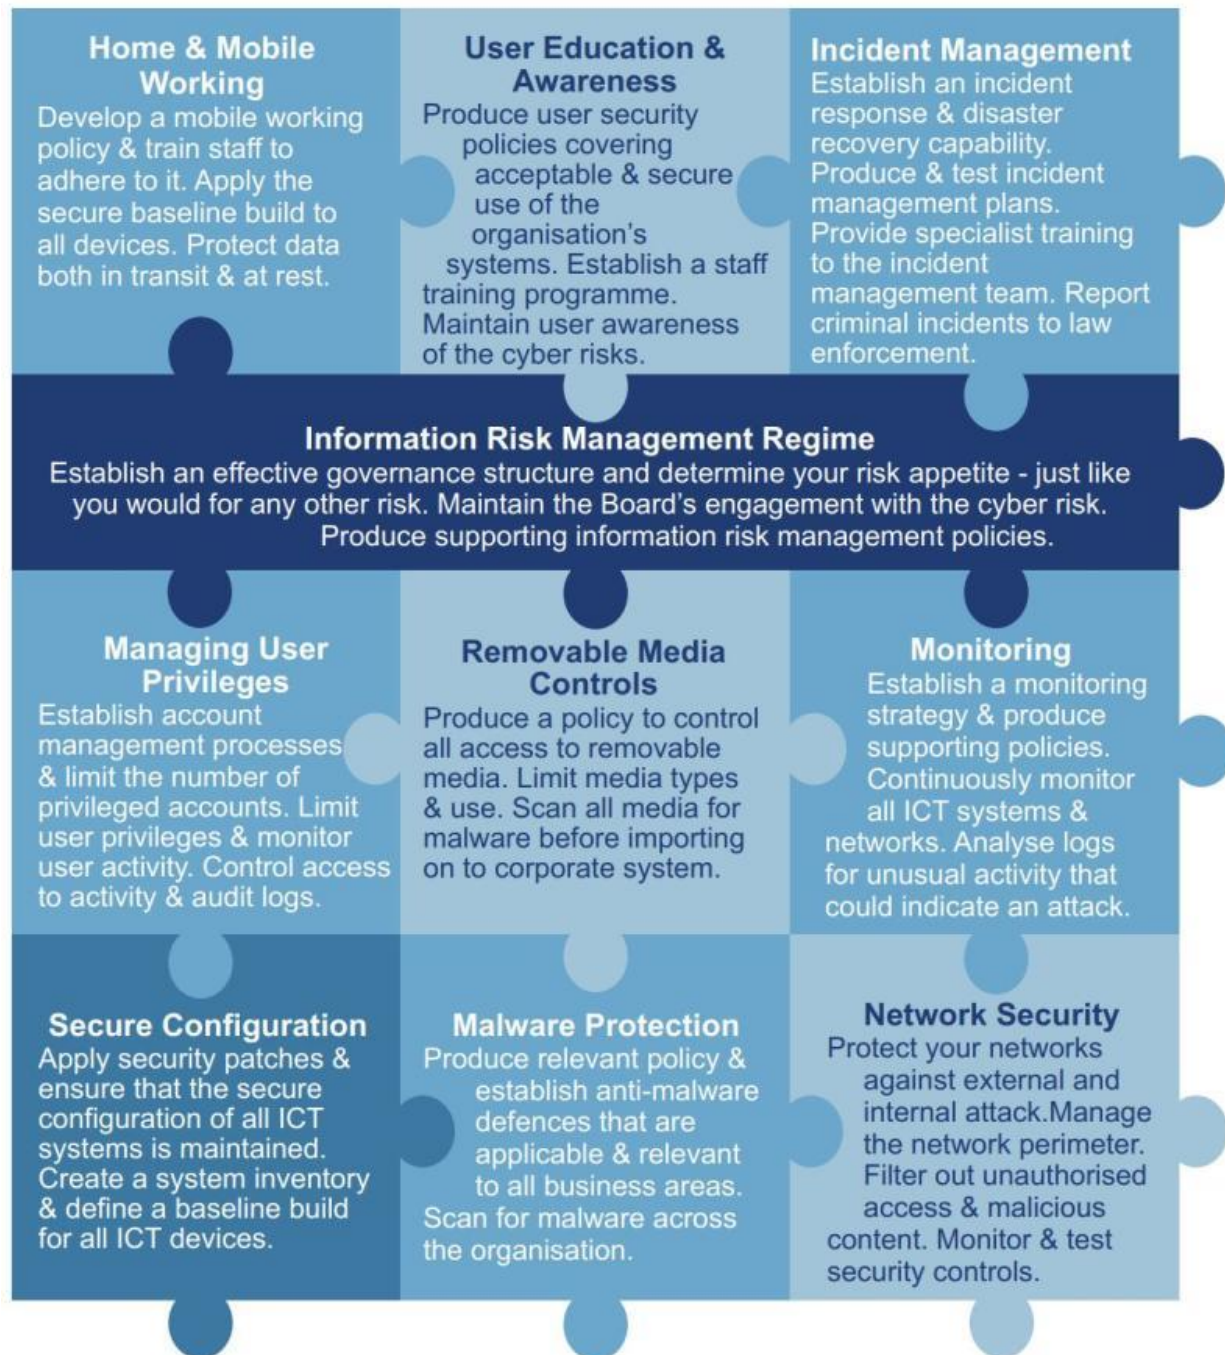 Home & Mobile
Working
Develop a mobile working
policy & train staff to
adhere to it. Apply the
secure baseline build to
all devices. Protect data
both in transit & at rest.
User Education &
Awareness
Produce user security
policies covering
acceptable & secure
use of the
organisation's
systems. Establish a staff
training programme.
Maintain user awareness
of the cyber risks.
Incident Management
Establish an incident
response & disaster
recovery capability.
Produce & test incident
management plans.
Provide specialist training
to the incident
management team. Report
criminal incidents to law
enforcement.
Information Risk Management Regime
Establish an effective governance structure and determine your risk appetite - just like
you would for any other risk. Maintain the Board's engagement with the cyber risk.
Produce supporting information risk management policies.
Managing User
Privileges
Establish account
management processes
& limit the number of
privileged accounts. Limit
user privileges & monitor
user activity. Control access
to activity & audit logs.
Removable Media
Controls
Produce a policy to control
all access to removable
media. Limit media types
& use. Scan all media for
malware before importing
on to corporate system.
Monitoring
Establish a monitoring
strategy & produce
supporting policies.
Continuously monitor
all ICT systems &
networks. Analyse logs
for unusual activity that
could indicate an attack.
Secure Configuration
Apply security patches &
ensure that the secure
configuration of all ICT
systems is maintained.
Create a system inventory
& define a baseline build
for all ICT devices.
Malware Protection
Produce relevant policy &
establish anti-malware
defences that are
applicable & relevant
to all business areas.
Scan for malware across
the organisation.
Network Security
Protect your networks
against external and
internal attack.Manage
the network perimeter.
Filter out unauthorised
access & malicious
content. Monitor & test
security controls.